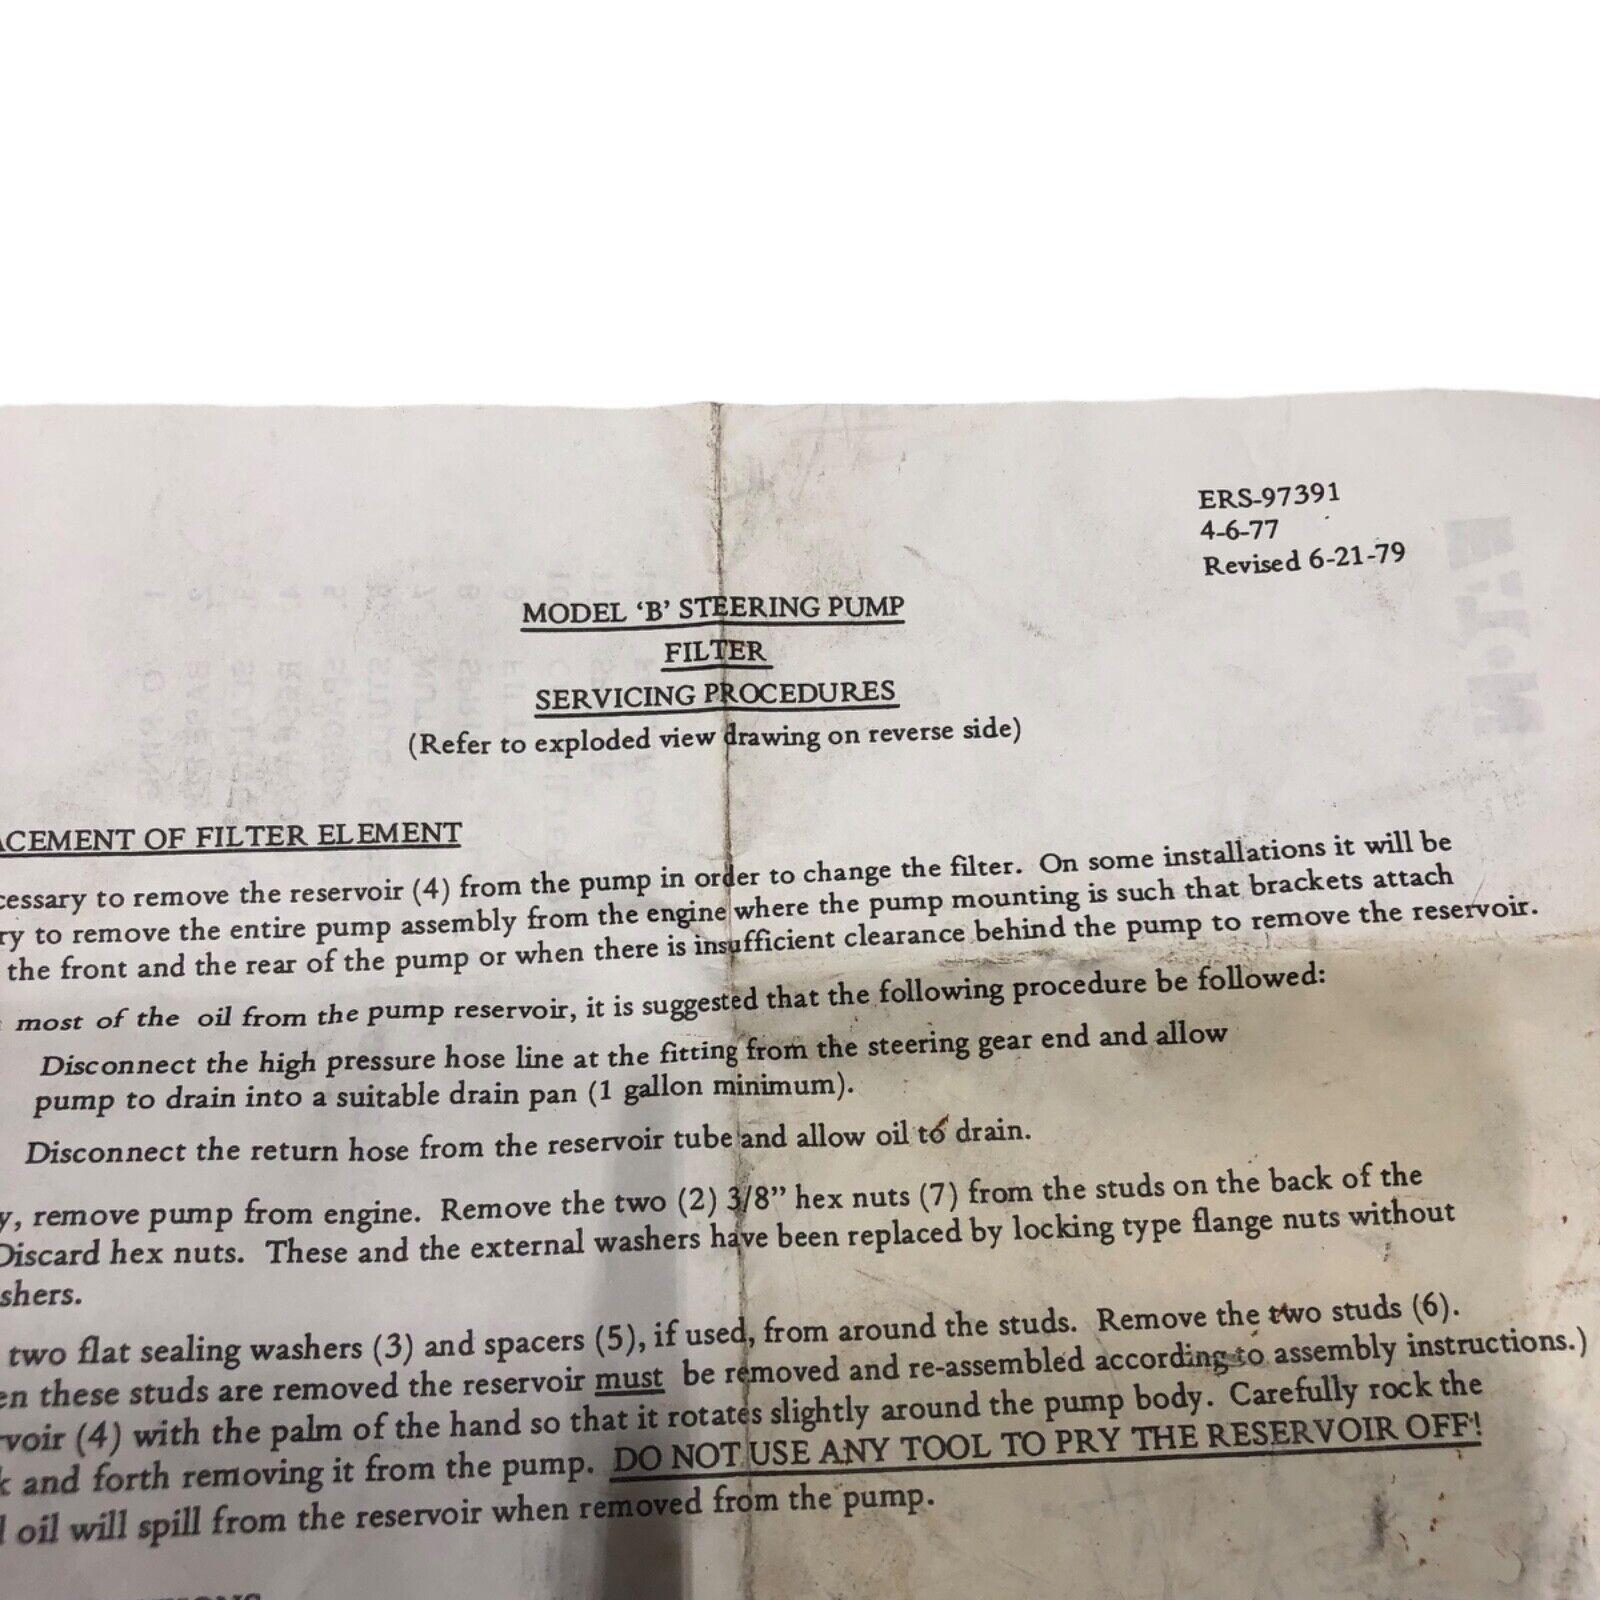 ERS-97391
4-6-77
Revised 6-21-79
MODEL ‘B’ STEERING PUMP
FILTER
SERVICING PROCEDURES
(Refer to exploded view drawing on reverse side)
ACEMENT OF FILTER ELEMENT
cessary to remove the reservoir (4) from the pump in order to change the filter. On some installations it will be
ry to remove the entire pump assembly from the engine where the pump mounting is such that brackets attach
the front and the rear of the pump or when there is insufficient clearance behind the pump to remove the reservoir.
most of the oil from the pump reservoir, it is suggested that the following procedure be followed:
Disconnect the high pressure hose line at the fitting from the steering gear end and allow
pump to drain into a suitable drain pan (1 gallon minimum).
Disconnect the return hose from the reservoir tube and allow oil to drain.
y, remove pump from engine. Remove the two (2) 3/8” hex nuts (7) from the studs on the back of the
Discard hex nuts. These and the external washers have been replaced by locking type flange nuts without
shers.
two flat sealing washers (3) and spacers (5), if used, from around the studs. Remove the two studs (6).
en these studs are removed the reservoir must be removed and re-assembled according to assembly instructions.)
rvoir (4) with the palm of the hand so that it rotates slightly around the pump body. Carefully rock the
k and forth removing it from the pump. DO NOT USE ANY TOOL TO PRY THE RESERVOIR OFF!
l oil will spill from the reservoir when removed from the pump.